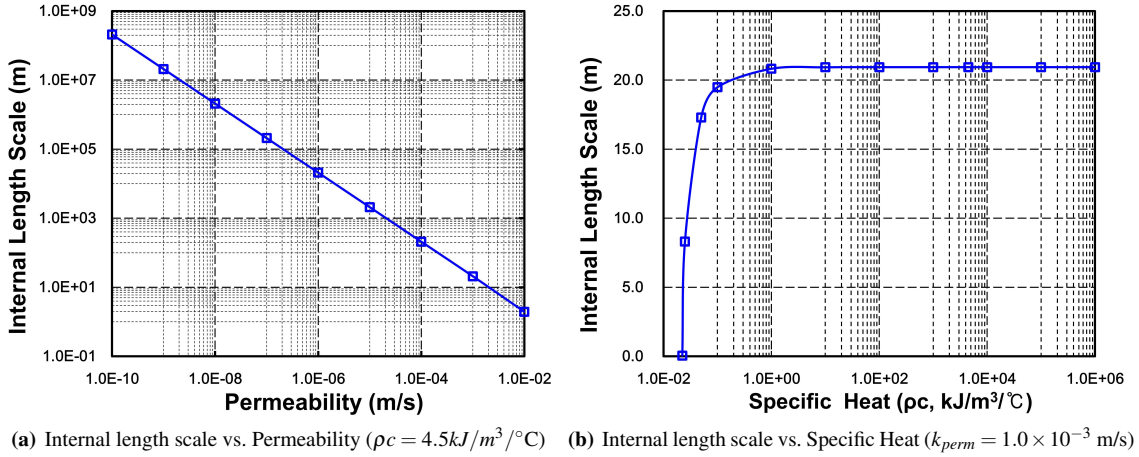 1.0E+09
1.0E+07
1.0E+05
1.0E+03
1.0E+01
1.0E-01
Internal Length Scale (m)
1.0E-10 1.0E-08 1.0E-06 1.0E-04 1.0E-02
Permeability (m/s)
(a) Internal length scale vs. Permeability (ρc = 4.5kJ/m³/°C)
25.0
20.0
15.0
10.0
5.0
0.0
Internal Length Scale (m)
1.0E-02 1.0E+00 1.0E+02 1.0E+04 1.0E+06
Specific Heat (ρc, kJ/m³/℃)
(b) Internal length scale vs. Specific Heat (k_perm = 1.0 × 10⁻³ m/s)